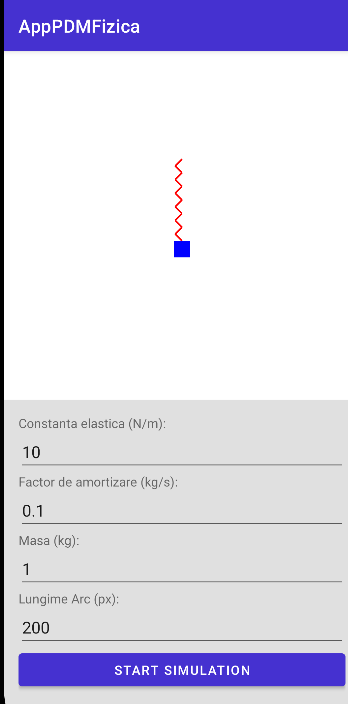 AppPDMFizica
Constanta elastica (N/m):
10
Factor de amortizare (kg/s):
0.1
Masa (kg):
1
Lungime Arc (px):
200
START SIMULATION